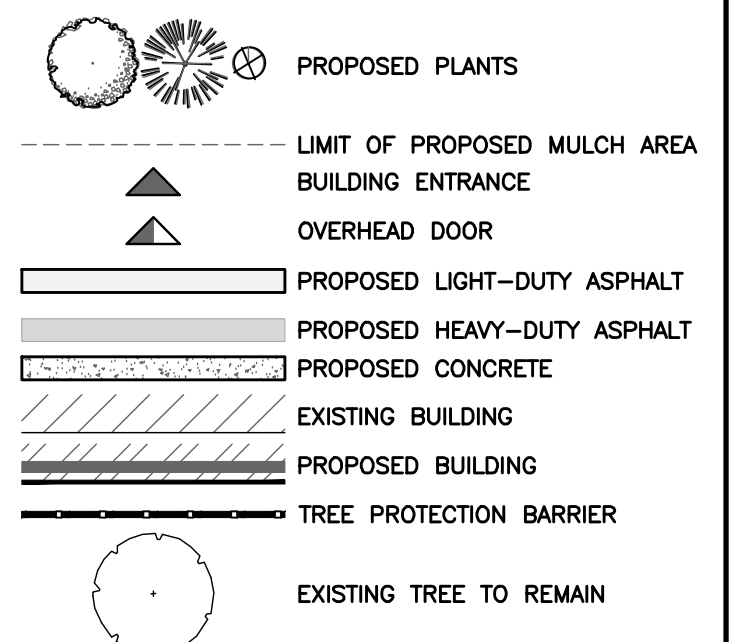 PROPOSED PLANTS
LIMIT OF PROPOSED MULCH AREA
BUILDING ENTRANCE
OVERHEAD DOOR
PROPOSED LIGHT-DUTY ASPHALT
PROPOSED HEAVY-DUTY ASPHALT
PROPOSED CONCRETE
EXISTING BUILDING
PROPOSED BUILDING
TREE PROTECTION BARRIER
EXISTING TREE TO REMAIN